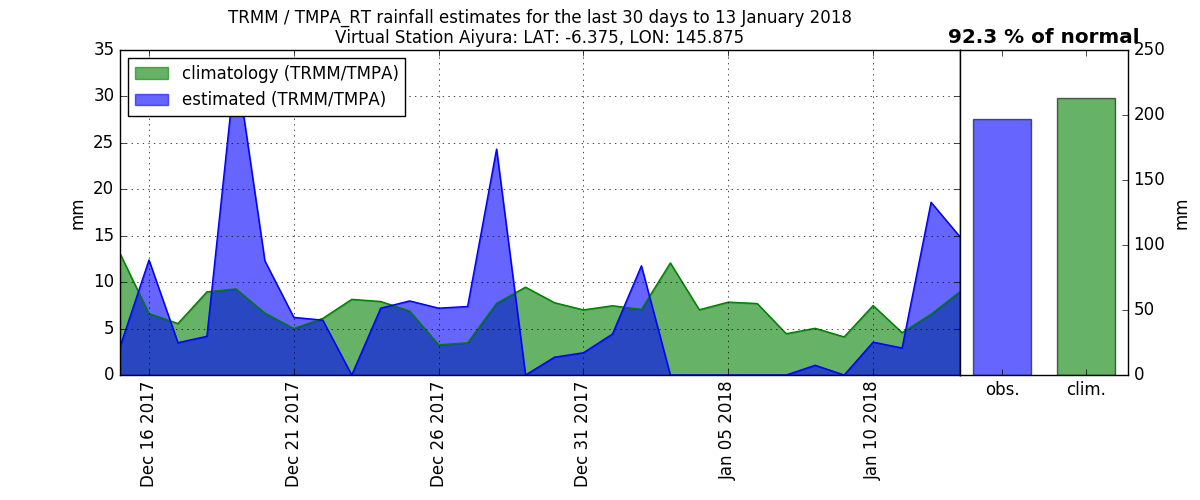 TRMM / TMPA_RT rainfall estimates for the last 30 days to 13 January 2018
Virtual Station Aiyura: LAT: -6.375, LON: 145.875
92.3 % of normal
climatology (TRMM/TMPA)
estimated (TRMM/TMPA)
35
30
25
20
15
10
5
0
mm
Dec 16 2017
Dec 21 2017
Dec 26 2017
Dec 31 2017
Jan 05 2018
Jan 10 2018
obs.
clim.
250
200
150
100
50
0
mm